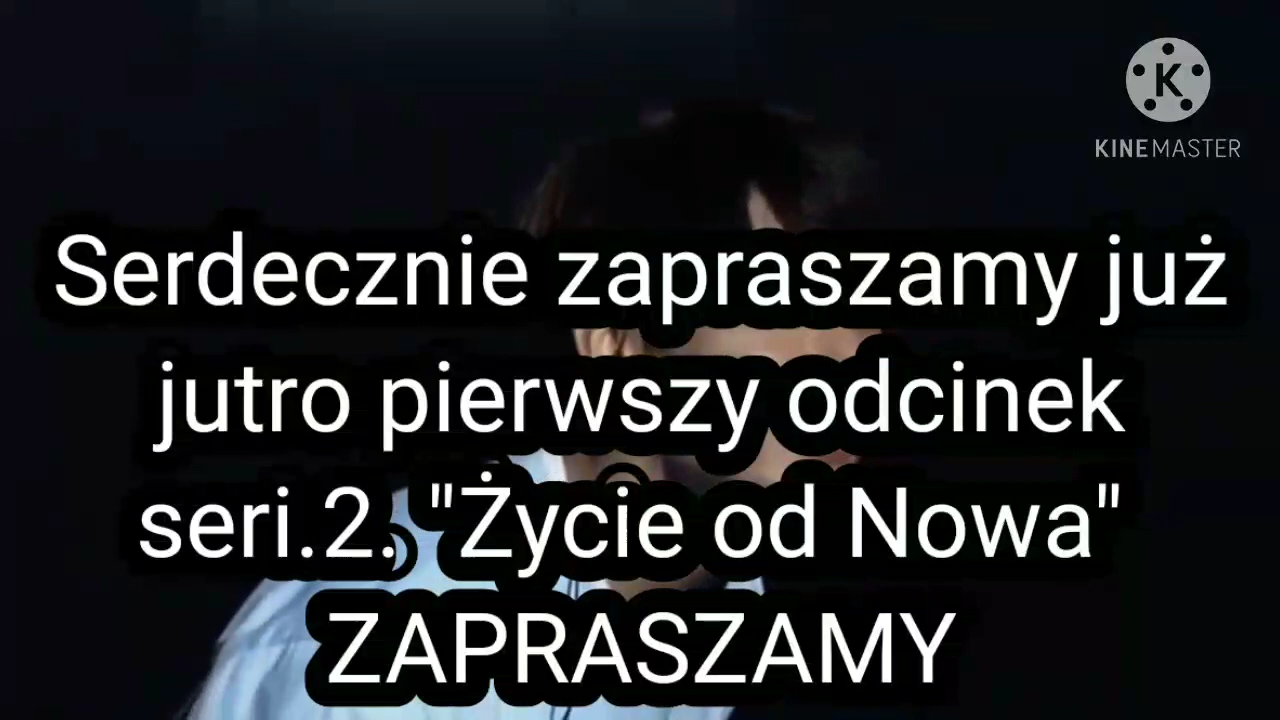 K
KINEMASTER
Serdecznie zapraszamy już
jutro pierwszy odcinek
seri.2. "Życie od Nowa"
ZAPRASZAMY